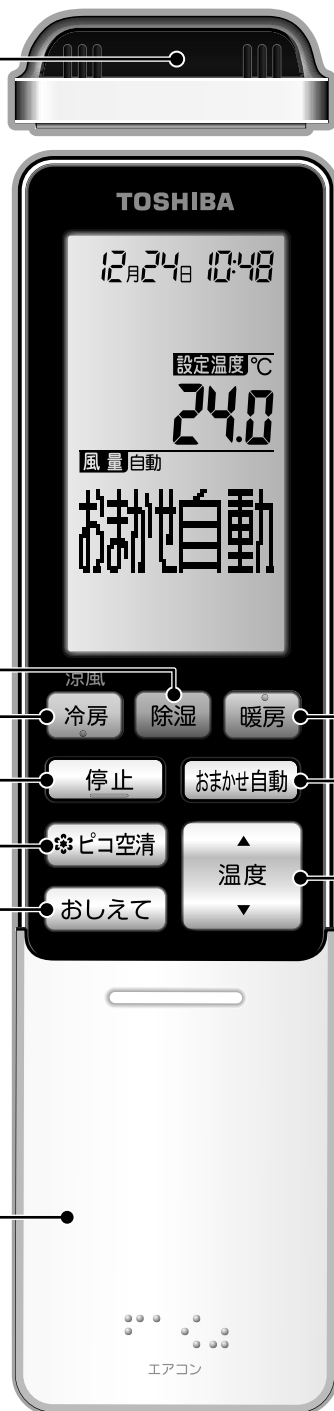 TOSHIBA
12月24日 10:48
設定温度 ℃
24.0
風量 自動
おまかせ自動
涼風
冷房 除湿 暖房
停止 おまかせ自動
ピコ空清
▲
温度
▼
おしえて
エアコン